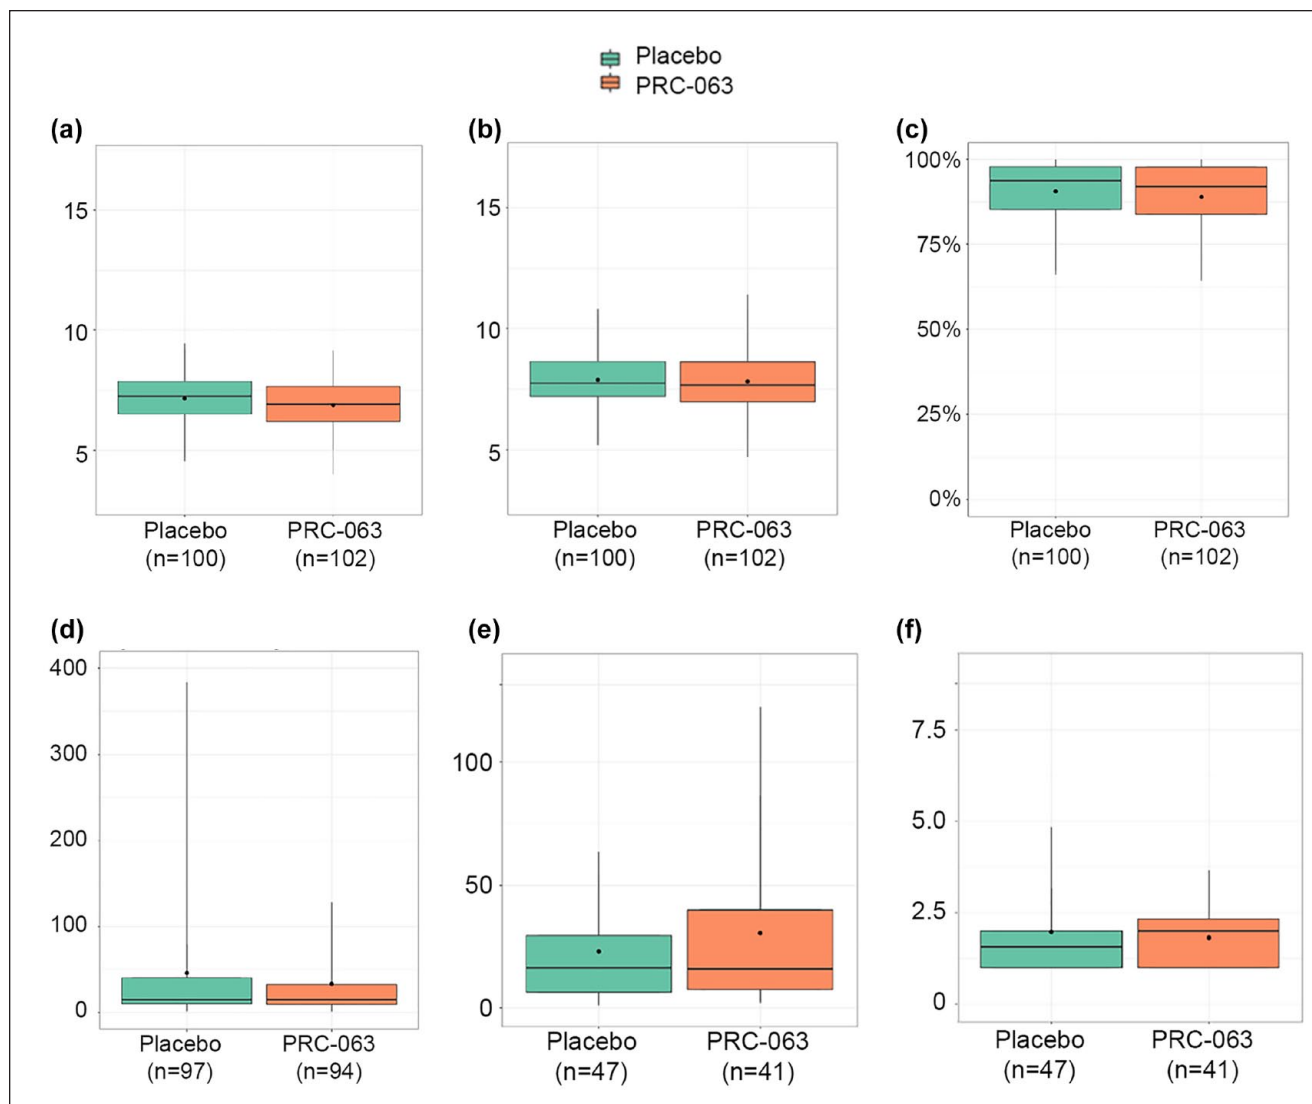 Placebo
PRC-063
(a)
15
10
5
Placebo
(n=100)
PRC-063
(n=102)
(b)
15
10
5
Placebo
(n=100)
PRC-063
(n=102)
(c)
100%
75%
50%
25%
0%
Placebo
(n=100)
PRC-063
(n=102)
(d)
400
300
200
100
0
Placebo
(n=97)
PRC-063
(n=94)
(e)
100
50
0
Placebo
(n=47)
PRC-063
(n=41)
(f)
7.5
5.0
2.5
0
Placebo
(n=47)
PRC-063
(n=41)